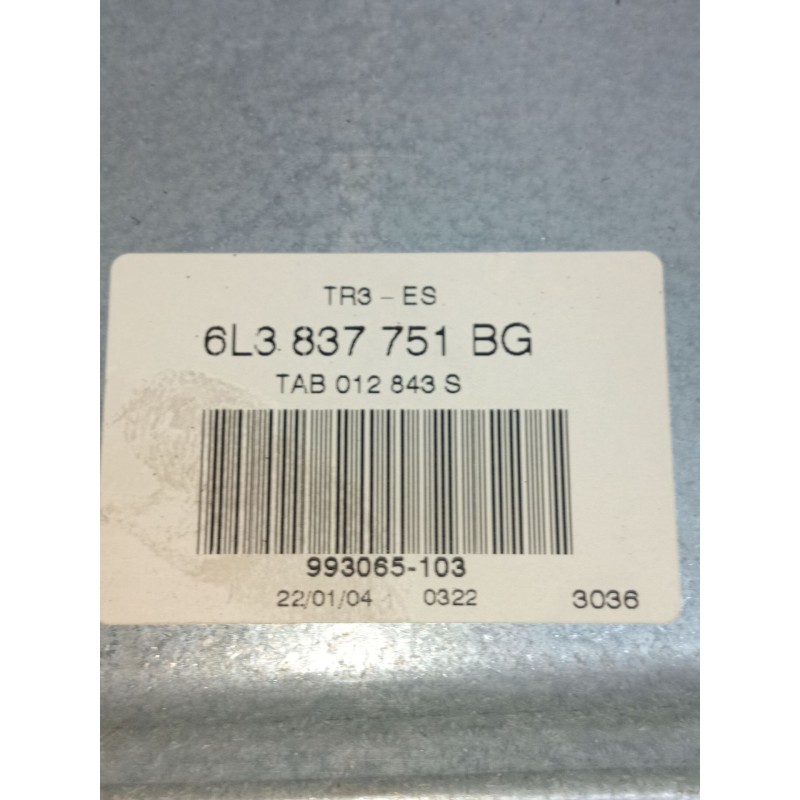 TR3 - ES
6L3 837 751 BG
TAB 012 843 S
993065-103
22/01/04 0322 3036